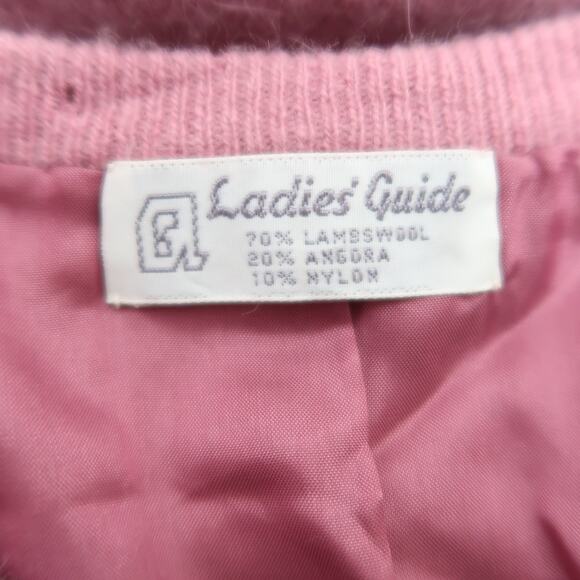 Ladies' Guide
70% LAMBSWOOL
20% ANGORA
10% NYLON